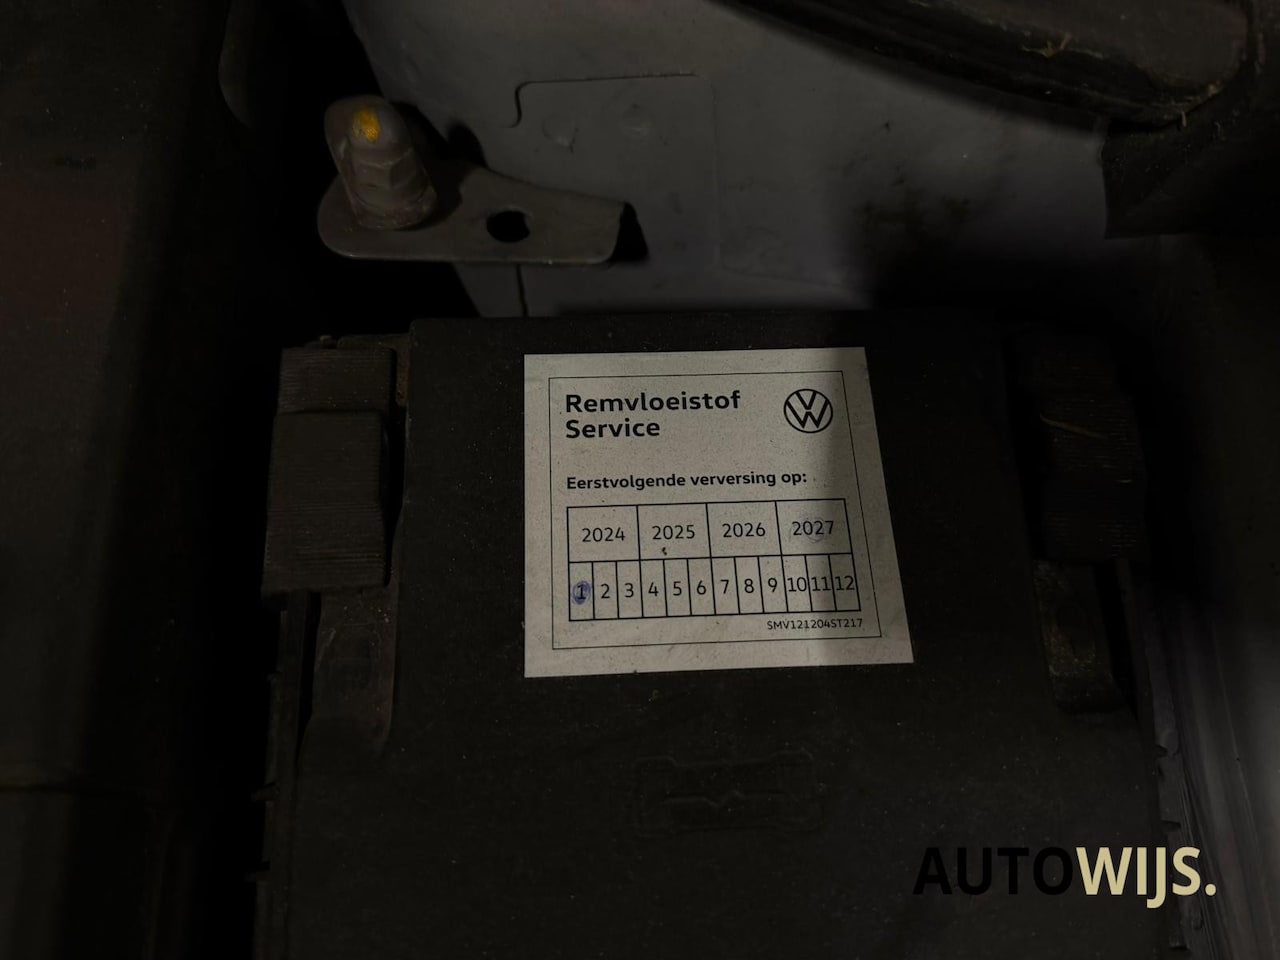 Remvloeistof
Service
Eerstvolgende verversing op:
2024 2025 2026 2027
1 2 3 4 5 6 7 8 9 10 11 12
SMV121204ST217
AUTOWIJS.